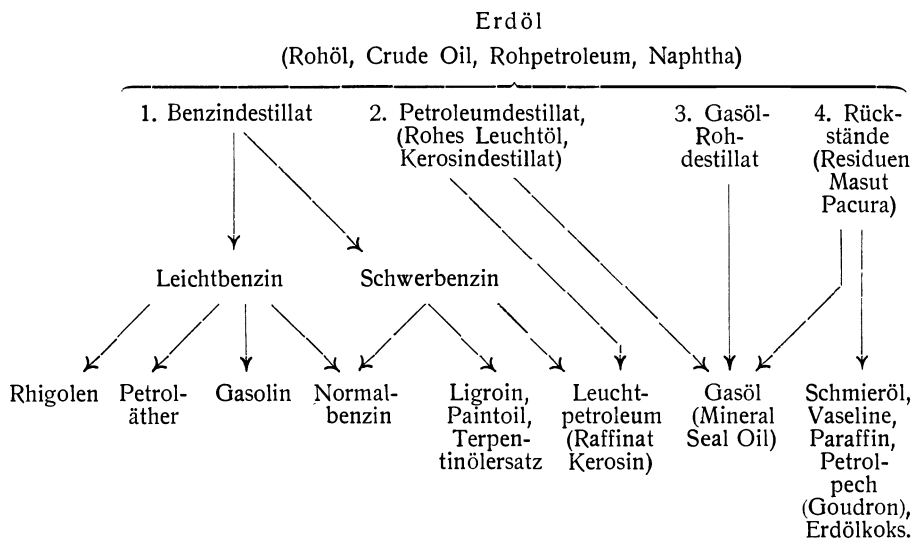 Erdöl
(Rohöl, Crude Oil, Rohpetroleum, Naphtha)
1. Benzindestillat
2. Petroleumdestillat,
(Rohes Leuchtöl,
Kerosindestillat)
3. Gasöl-
Roh-
destillat
4. Rück-
stände
(Residuen
Masut
Pacura)
Leichtbenzin
Schwerbenzin
Rhigolen
Petrol-
äther
Gasolin
Normal-
benzin
Ligroin,
Paintoil,
Terpen-
tinölersatz
Leucht-
petroleum
(Raffinat
Kerosin)
Gasöl
(Mineral
Seal Oil)
Schmieröl,
Vaseline,
Paraffin,
Petrol-
pech
(Goudron),
Erdölkoks.